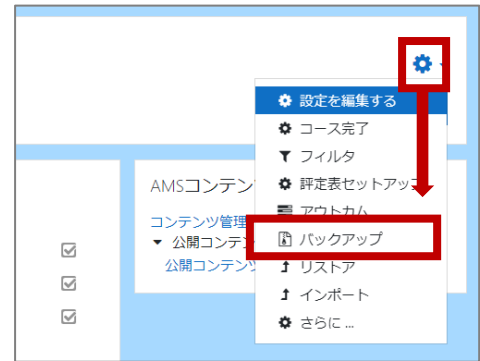 設定を編集する
コース完了
フィルタ
AMSコンテン
評定表セットアップ
アウトカム
コンテンツ管理
バックアップ
公開コンテン
公開コンテンツ
リストア
インポート
さらに ...